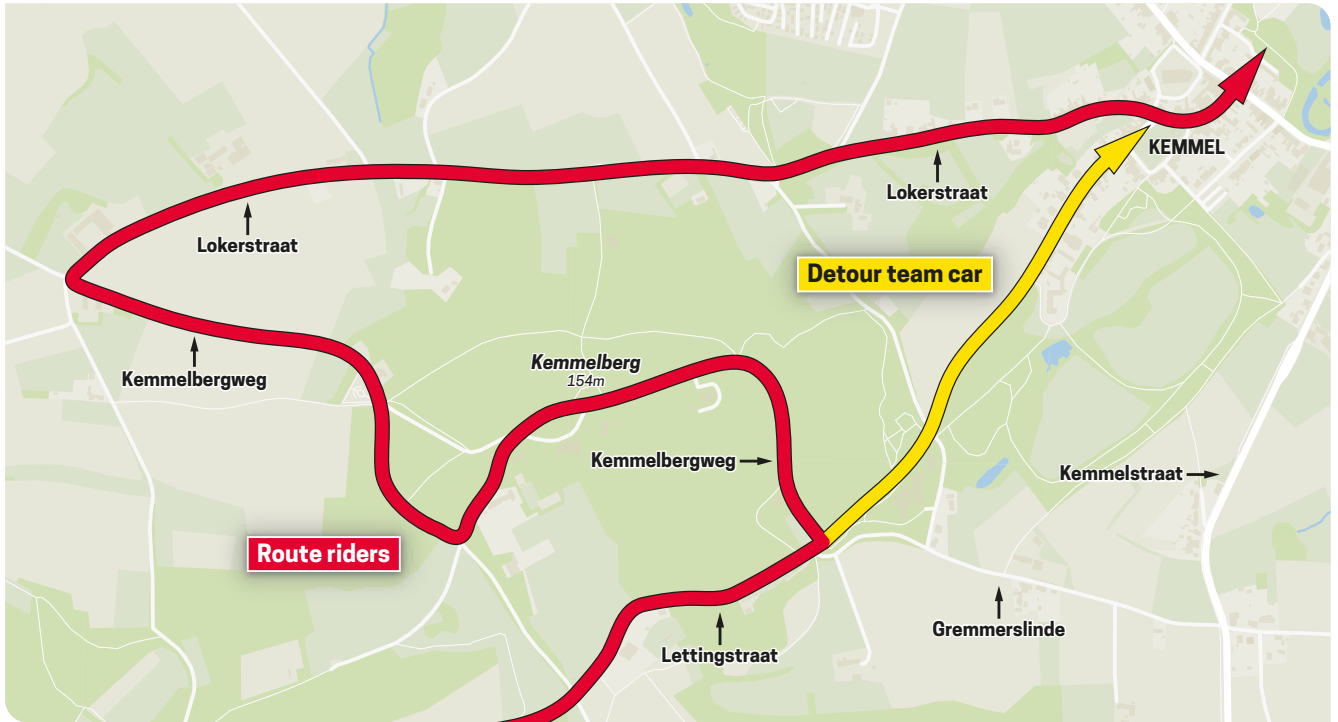 KEMMEL
Lokerstraat
Lokerstraat
Detour team car
Kemmelberg
154m
Kemmelbergweg
Kemmelbergweg
Kemmelstraat
Route riders
Gremmerslinde
Lettingstraat